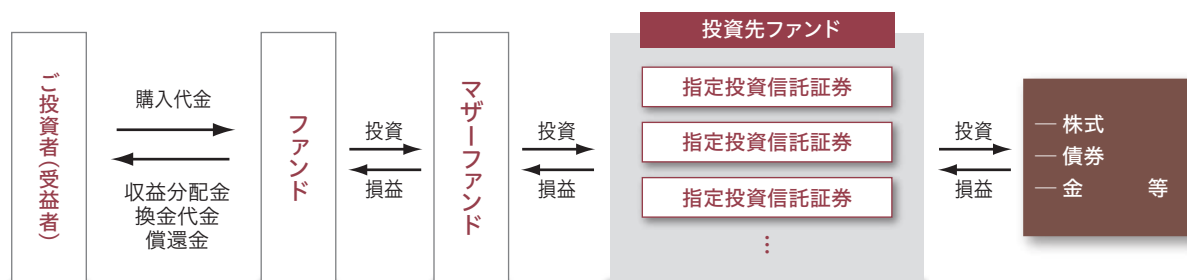 ご投資者(受益者)
購入代金
収益分配金
換金代金
償還金
ファンド
投資
損益
マザーファンド
投資
損益
投資先ファンド
指定投資信託証券
指定投資信託証券
指定投資信託証券
⋮
投資
損益
― 株式
― 債券
― 金 等